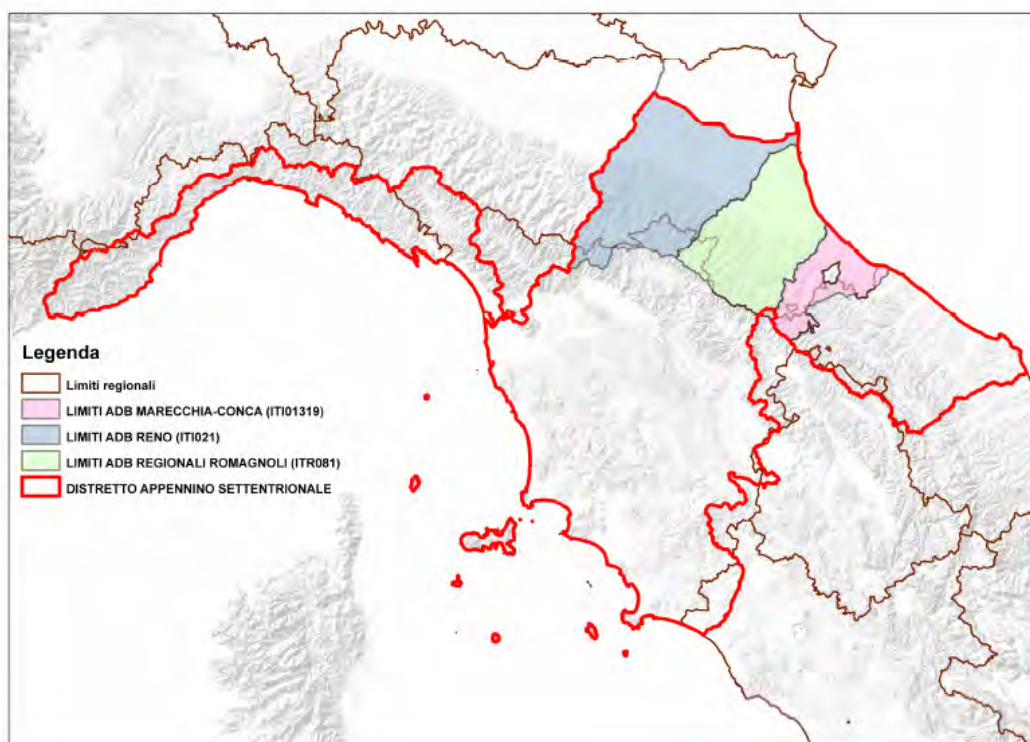 Legenda
Limiti regionali
LIMITI ADB MARECCHIA-CONCA (ITI01319)
LIMITI ADB RENO (ITI021)
LIMITI ADB REGIONALI ROMAGNOLI (ITR081)
DISTRETTO APPENNINO SETTENTRIONALE